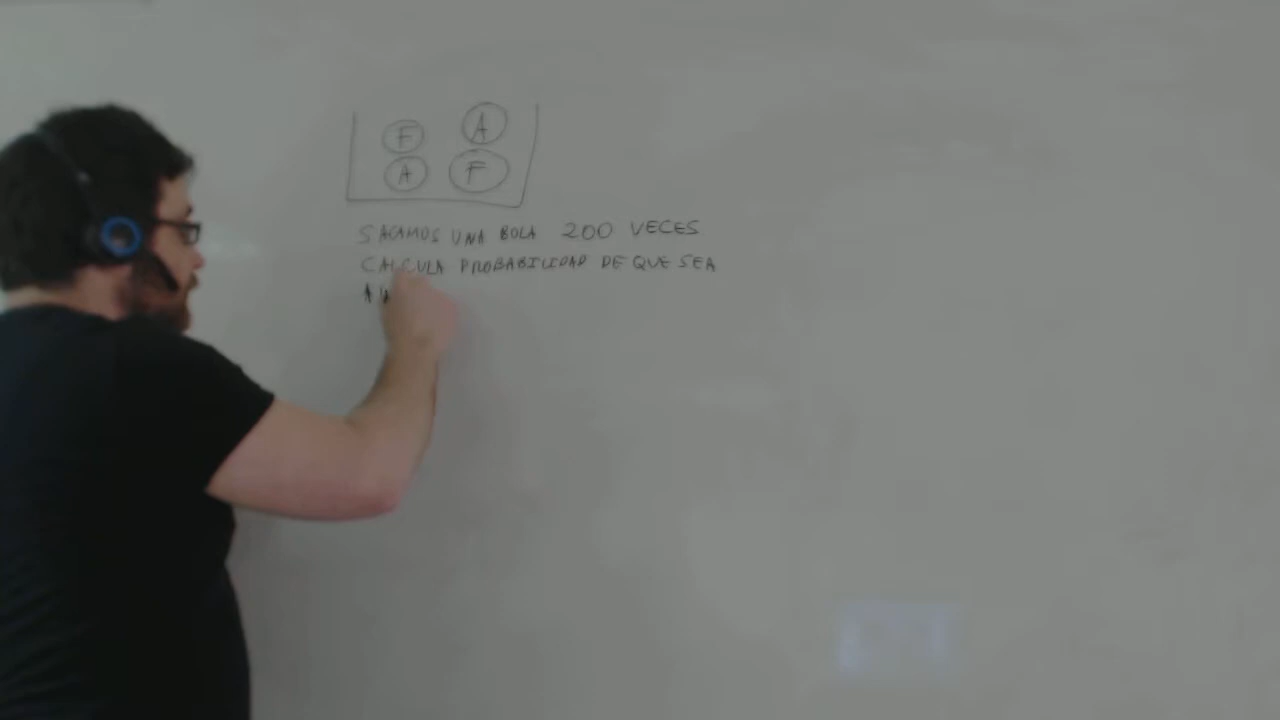 F A
A F
SACAMOS UNA BOLA 200 VECES
CALCULA PROBABILIDAD DE QUE SEA